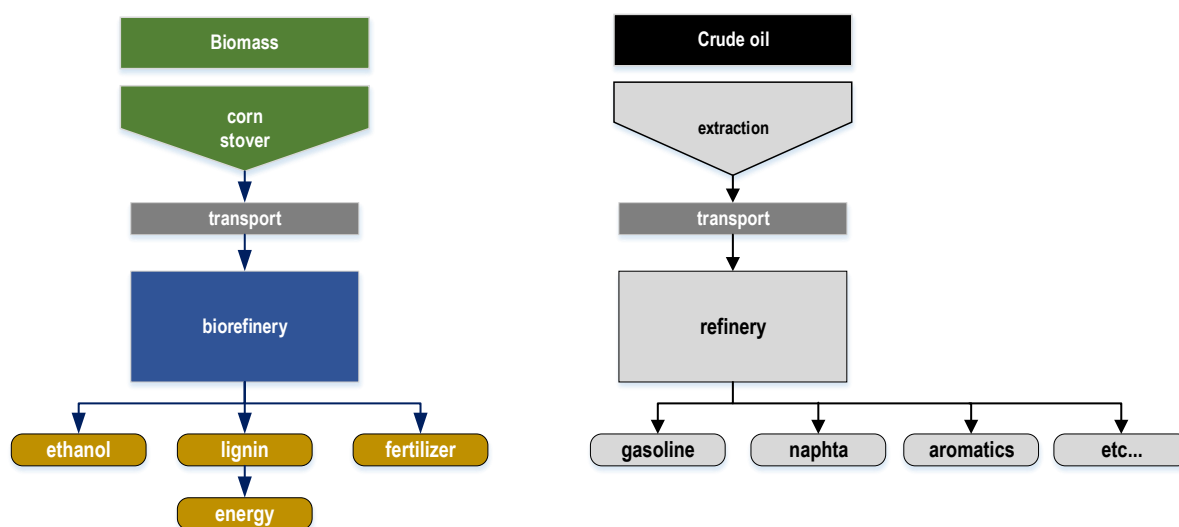 Biomass
corn
stover
transport
biorefinery
ethanol
lignin
fertilizer
energy
Crude oil
extraction
transport
refinery
gasoline
naphta
aromatics
etc...